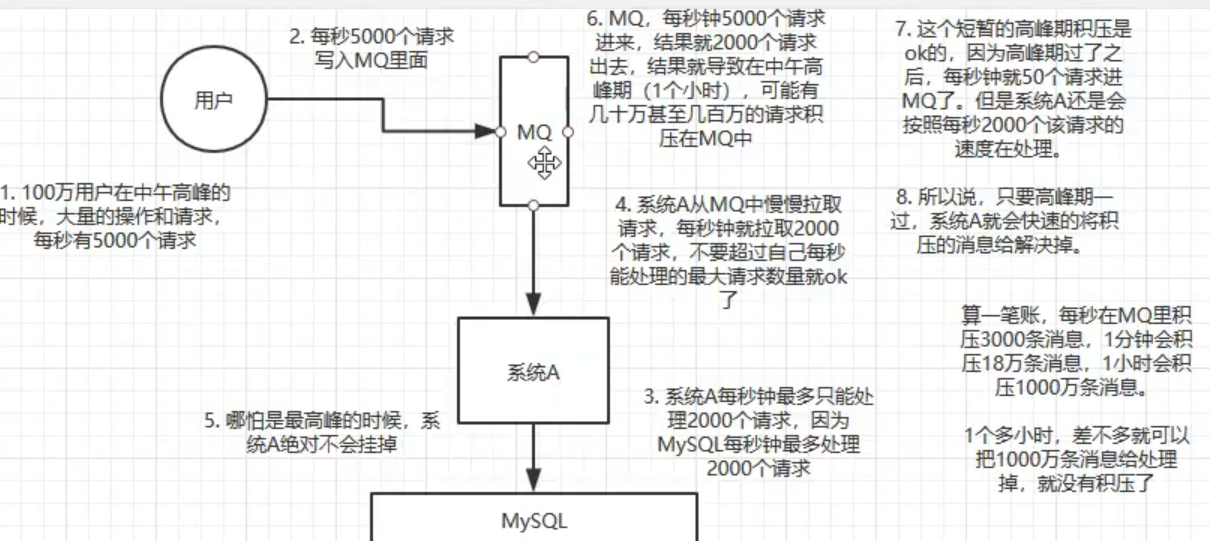 用户
1. 100万用户在中午高峰的
时候，大量的操作和请求，
每秒有5000个请求
2. 每秒5000个请求
写入MQ里面
MQ
6. MQ，每秒钟5000个请求
进来，结果就2000个请求
出去，结果就导致在中午高
峰期（1个小时），可能有
几十万甚至几百万的请求积
压在MQ中
7. 这个短暂的高峰期积压是
ok的，因为高峰期过了之
后，每秒钟就50个请求进
MQ了。但是系统A还是会
按照每秒2000个该请求的
速度在处理。
4. 系统A从MQ中慢慢拉取
请求，每秒钟就拉取2000
个请求，不要超过自己每秒
能处理的最大请求数量就ok
了
8. 所以说，只要高峰期一
过，系统A就会快速的将积
压的消息给解决掉。
系统A
算一笔账，每秒在MQ里积
压3000条消息，1分钟会积
压18万条消息，1小时会积
压1000万条消息。
5. 哪怕是最高峰的时候，系
统A绝对不会挂掉
3. 系统A每秒钟最多只能处
理2000个请求，因为
MySQL每秒钟最多处理
2000个请求
1个多小时，差不多就可以
把1000万条消息给处理
掉，就没有积压了
MySQL